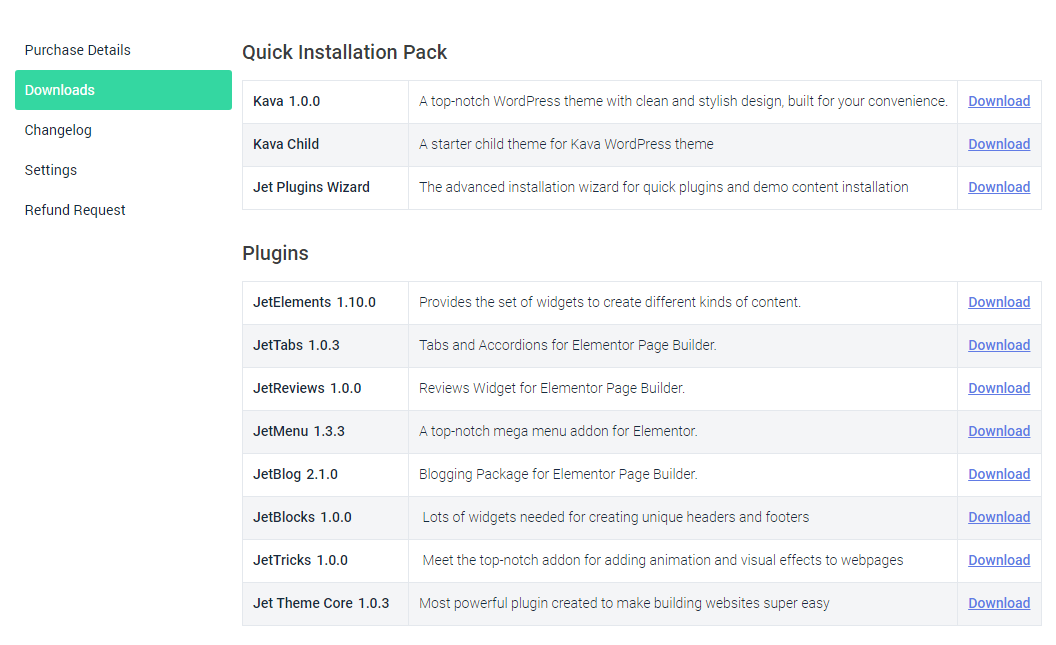 Purchase Details
Downloads
Changelog
Settings
Refund Request
Quick Installation Pack
Kava 1.0.0 A top-notch WordPress theme with clean and stylish design, built for your convenience. Download
Kava Child A starter child theme for Kava WordPress theme Download
Jet Plugins Wizard The advanced installation wizard for quick plugins and demo content installation Download
Plugins
JetElements 1.10.0 Provides the set of widgets to create different kinds of content. Download
JetTabs 1.0.3 Tabs and Accordions for Elementor Page Builder. Download
JetReviews 1.0.0 Reviews Widget for Elementor Page Builder. Download
JetMenu 1.3.3 A top-notch mega menu addon for Elementor. Download
JetBlog 2.1.0 Blogging Package for Elementor Page Builder. Download
JetBlocks 1.0.0 Lots of widgets needed for creating unique headers and footers Download
JetTricks 1.0.0 Meet the top-notch addon for adding animation and visual effects to webpages Download
Jet Theme Core 1.0.3 Most powerful plugin created to make building websites super easy Download